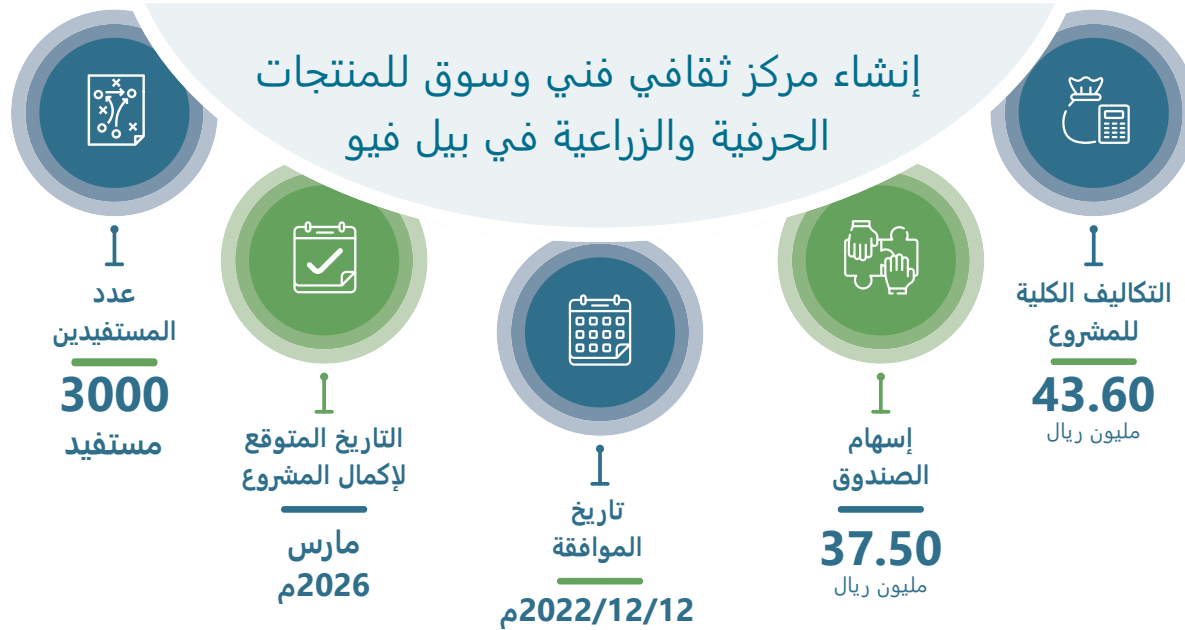 إنشاء مركز ثقافي فني وسوق للمنتجات
الحرفية والزراعية في بيل فيو
التكاليف الكلية
للمشروع
43.60
مليون ريال
إسهام
الصندوق
37.50
مليون ريال
تاريخ
الموافقة
2022/12/12م
التاريخ المتوقع
لإكمال المشروع
مارس
2026م
عدد
المستفيدين
3000
مستفيد